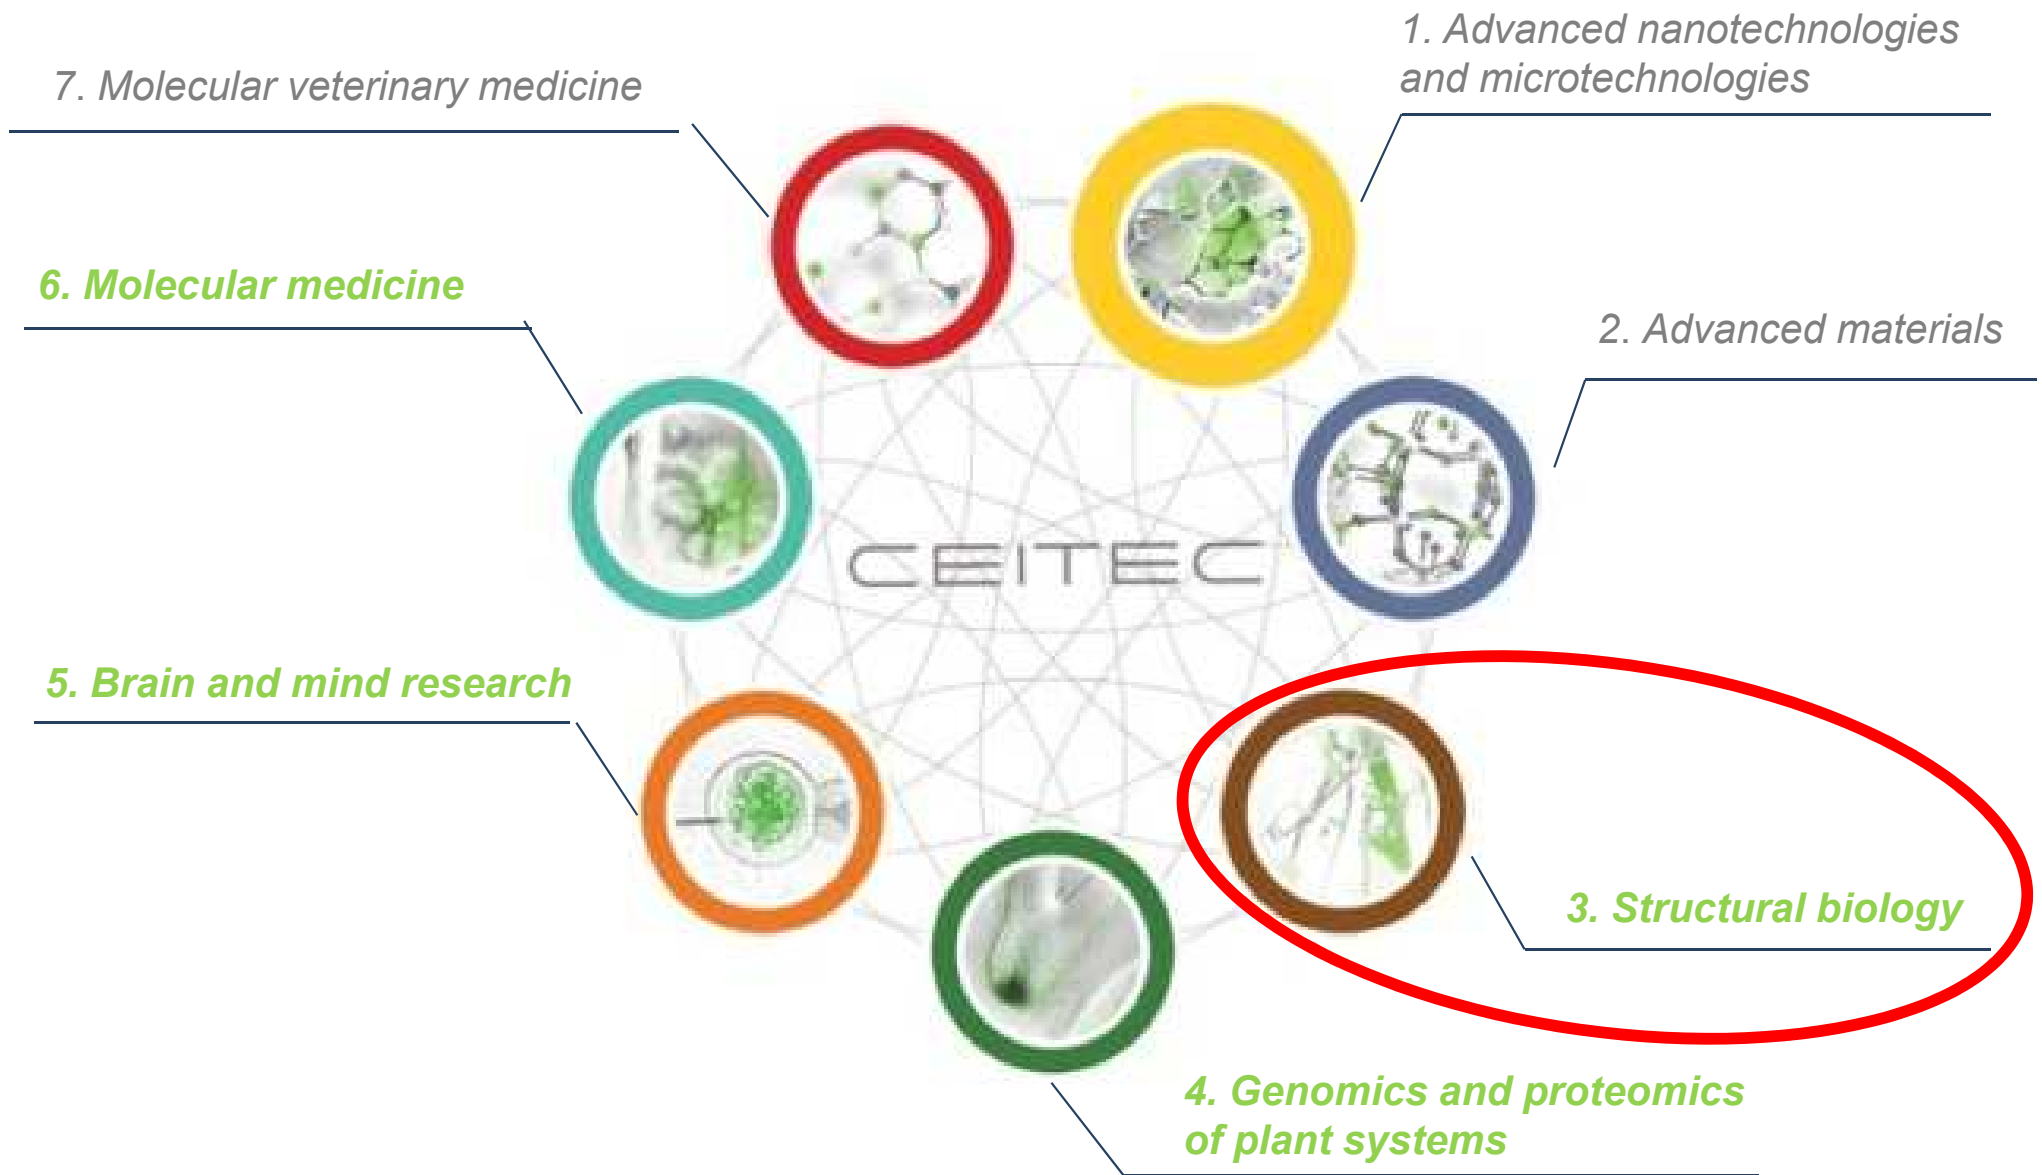 1. Advanced nanotechnologies
and microtechnologies
7. Molecular veterinary medicine
6. Molecular medicine
2. Advanced materials
CEITEC
5. Brain and mind research
3. Structural biology
4. Genomics and proteomics
of plant systems